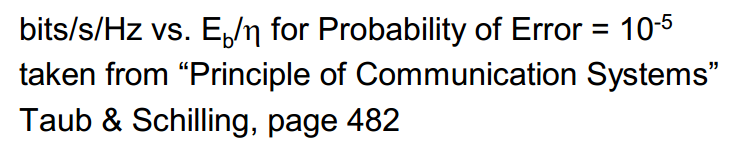 bits/s/Hz vs. E_b/η for Probability of Error = 10⁻⁵
taken from “Principle of Communication Systems”
Taub & Schilling, page 482